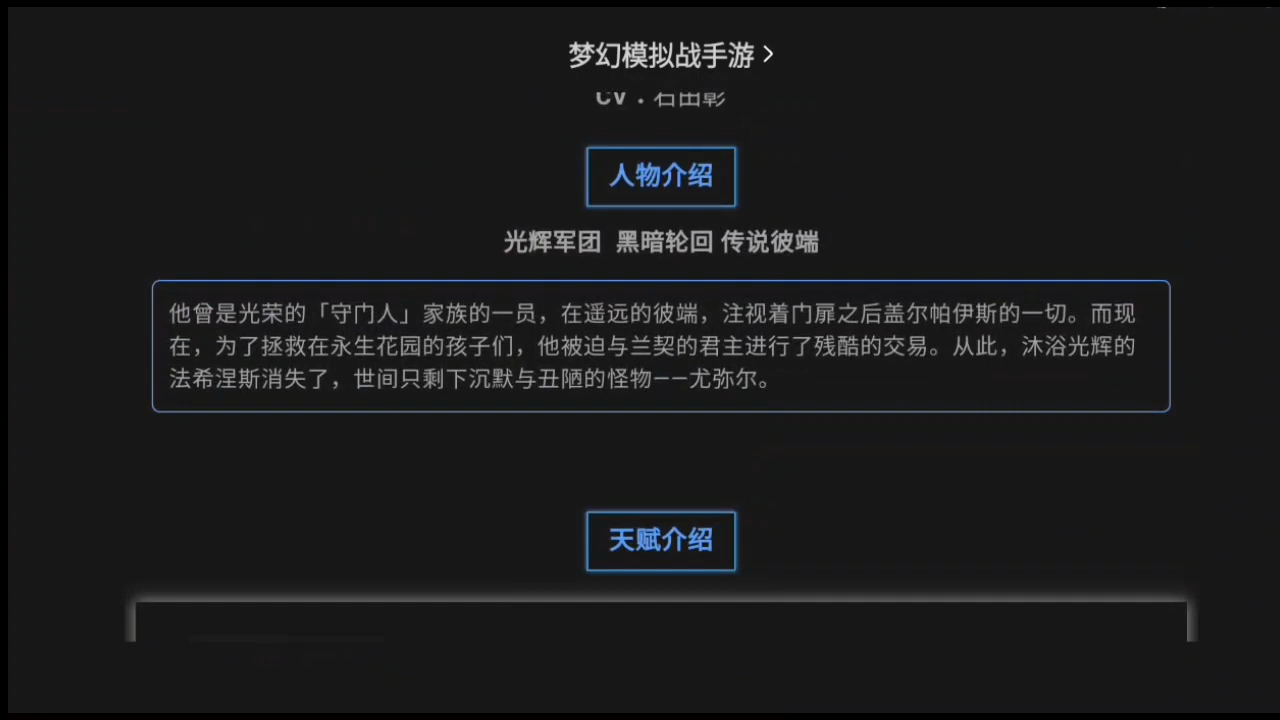 梦幻模拟战手游 >
CV：石田彰
人物介绍
光辉军团 黑暗轮回 传说彼端
他曾是光荣的「守门人」家族的一员，在遥远的彼端，注视着门扉之后盖尔帕伊斯的一切。而现
在，为了拯救在永生花园的孩子们，他被迫与兰契的君主进行了残酷的交易。从此，沐浴光辉的
法希涅斯消失了，世间只剩下沉默与丑陋的怪物——尤弥尔。
天赋介绍